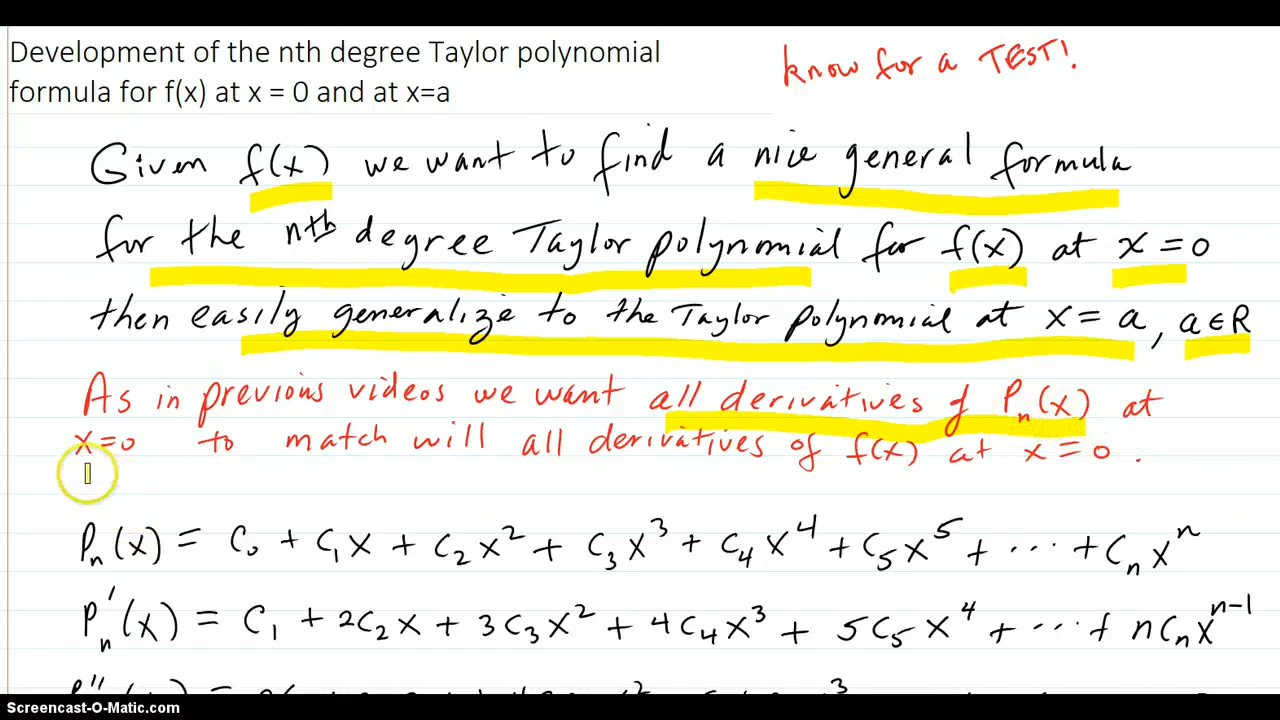 Development of the nth degree Taylor polynomial
formula for f(x) at x = 0 and at x=a
know for a TEST!
Given f(x) we want to find a nice general formula
for the nth degree Taylor polynomial for f(x) at x=0
then easily generalize to the Taylor polynomial at x=a, a∈R
As in previous videos we want all derivatives of Pₙ(x) at
x=0 to match will all derivatives of f(x) at x=0.
Pₙ(x) = C₀ + C₁x + C₂x² + C₃x³ + C₄x⁴ + C₅x⁵ + ··· + Cₙxⁿ
Pₙ'(x) = C₁ + 2C₂x + 3C₃x² + 4C₄x³ + 5C₅x⁴ + ··· + nCₙxⁿ⁻¹
Screencast-O-Matic.com